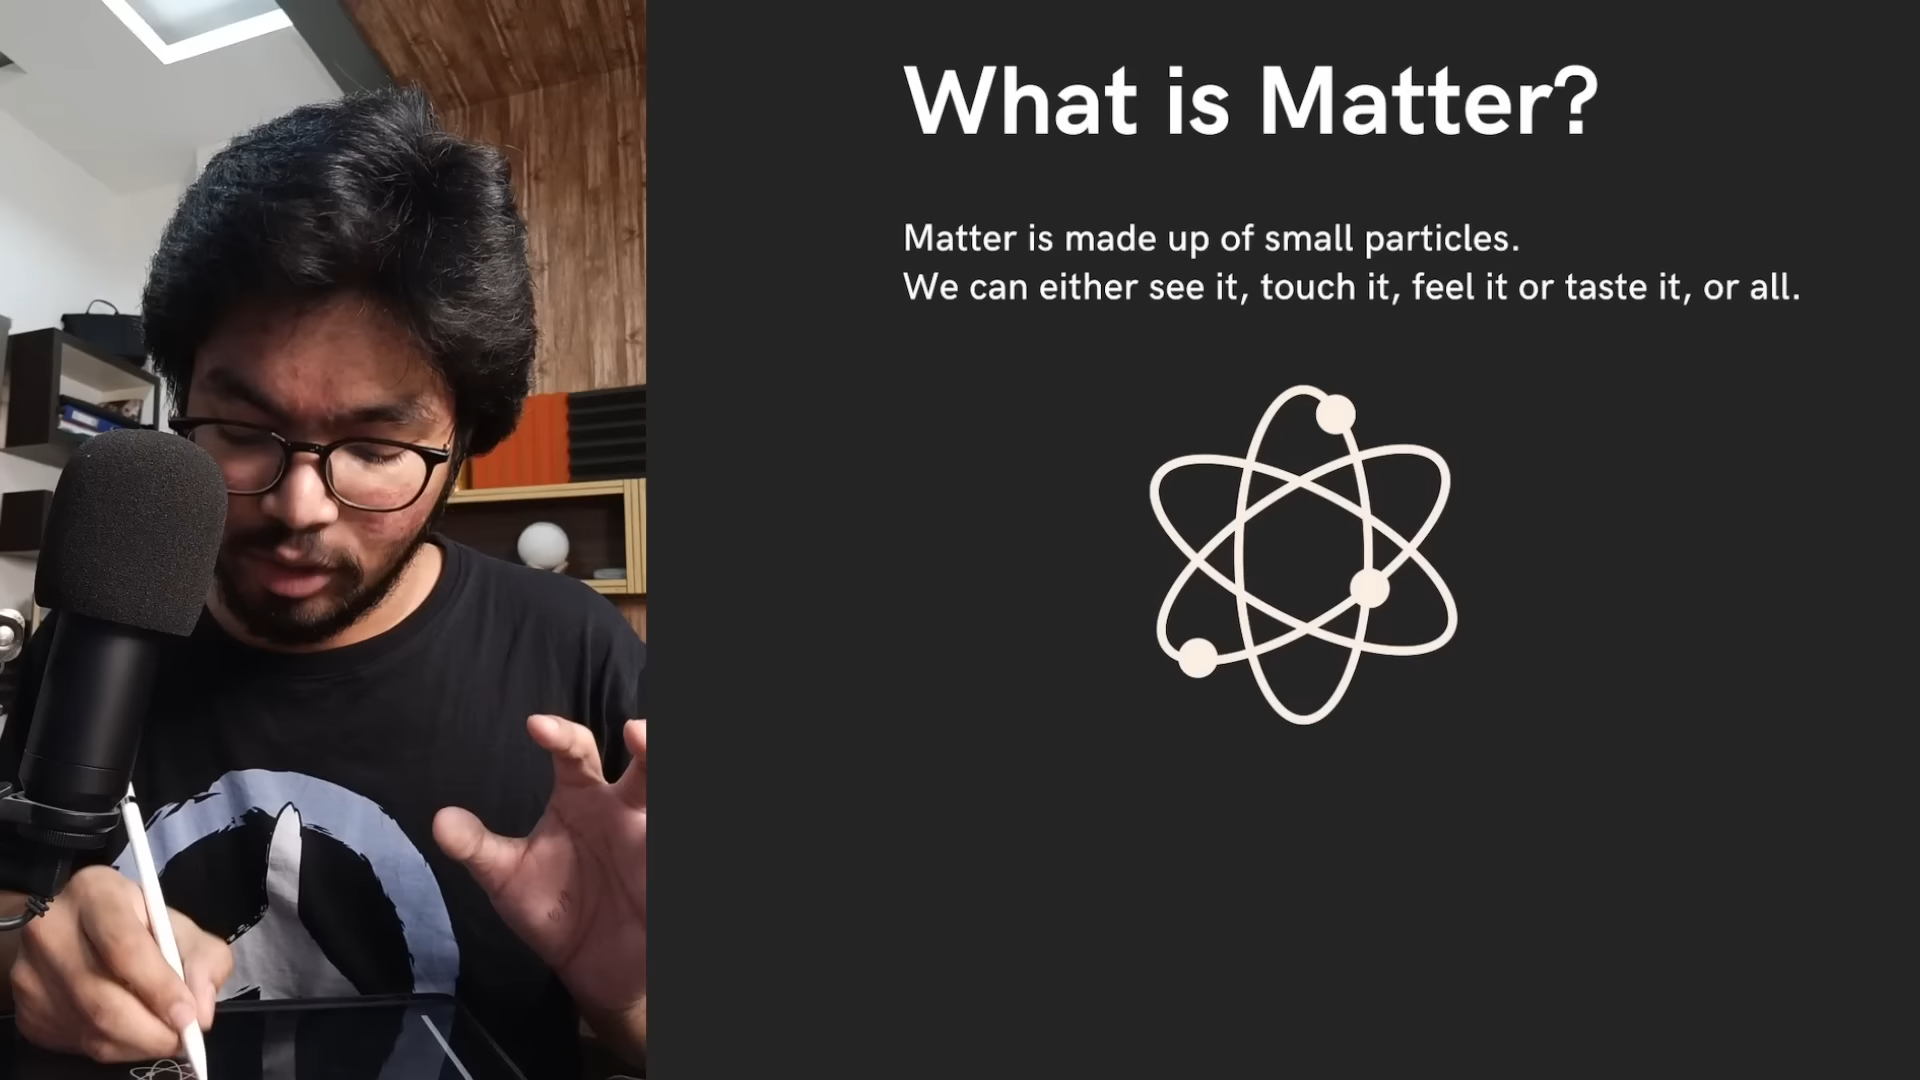 What is Matter?
Matter is made up of small particles.
We can either see it, touch it, feel it or taste it, or all.